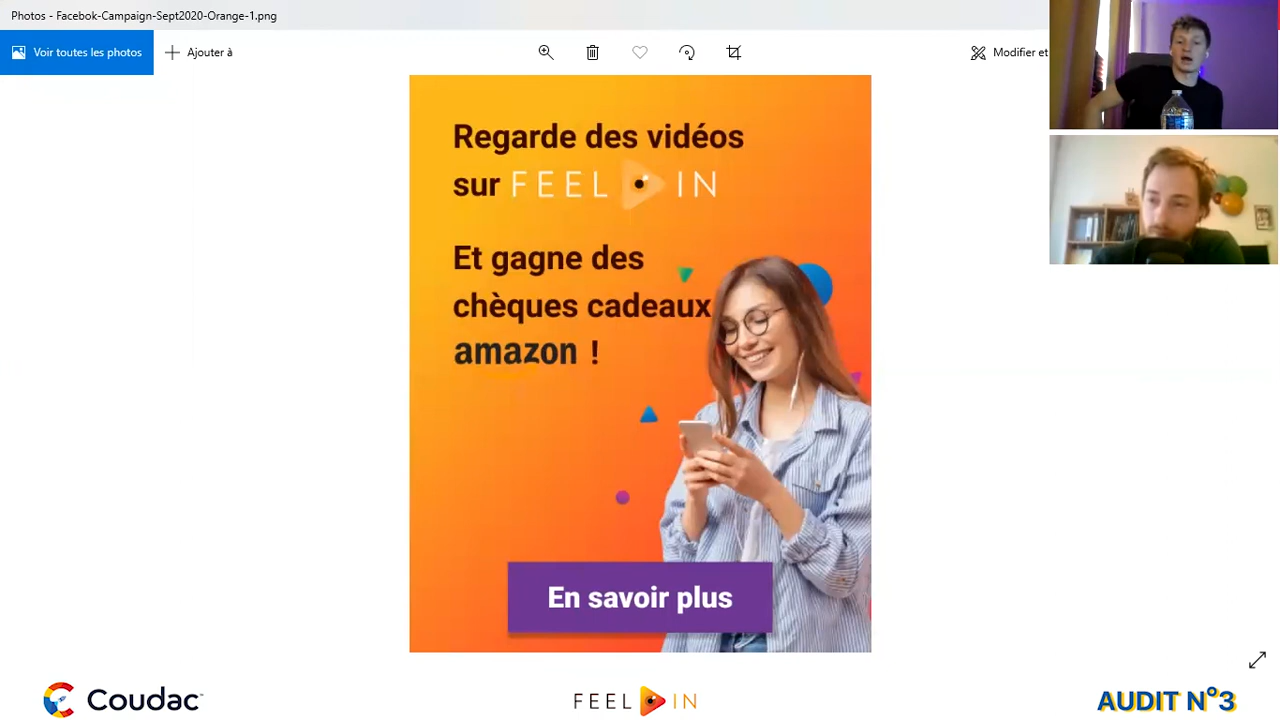 Photos - Facebok-Campaign-Sept2020-Orange-1.png
Voir toutes les photos
Ajouter à
Modifier et
Regarde des vidéos
sur FEEL IN
Et gagne des
chèques cadeaux
amazon !
En savoir plus
Coudac
FEEL IN
AUDIT N°3